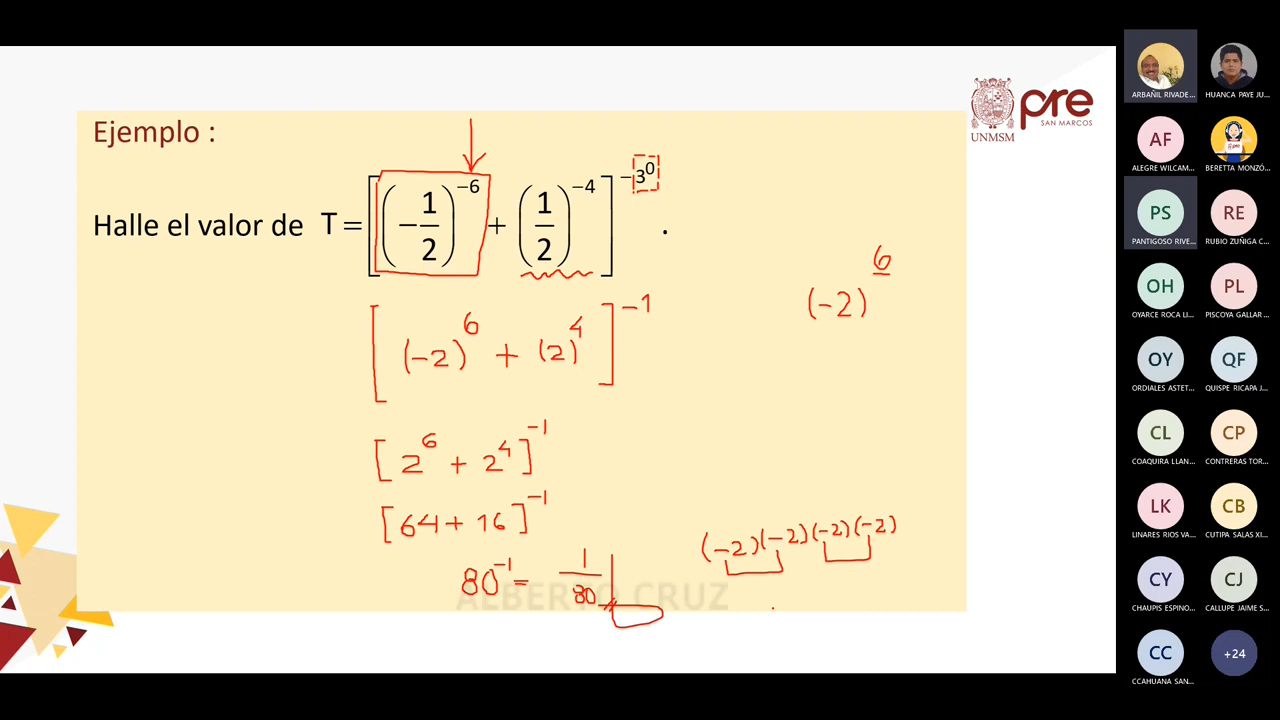 Ejemplo :
Halle el valor de T = [(-1/2)^{-6} + (1/2)^{-4}]^{-3^0} .
[(-2)^6 + (2)^4]^{-1}
[2^6 + 2^4]^{-1}
[64 + 16]^{-1}
80^{-1} = 1/80
(-2)^6
(-2)(-2)(-2)(-2)
ALBERTO CRUZ
UNMSM
pre
SAN MARCOS
ARBAÑIL RIVADE...
HUANCA PAYE JU...
AF
ALEGRE WILCAM...
BERETTA MONZÓ...
PS
PANTIGOSO RIVE...
RE
RUBIO ZUÑIGA C...
OH
OYARCE ROCA LI...
PL
PISCOYA GALLAR...
OY
ORDIALES ASTET...
QF
QUISPE RICAPA J...
CL
COAQUIRA LLAN...
CP
CONTRERAS TOR...
LK
LINARES RIOS VA...
CB
CUTIPA SALAS XI...
CY
CHAUPIS ESPINO...
CJ
CALLUPE JAIME S...
CC
CCAHUANA SAN...
+24